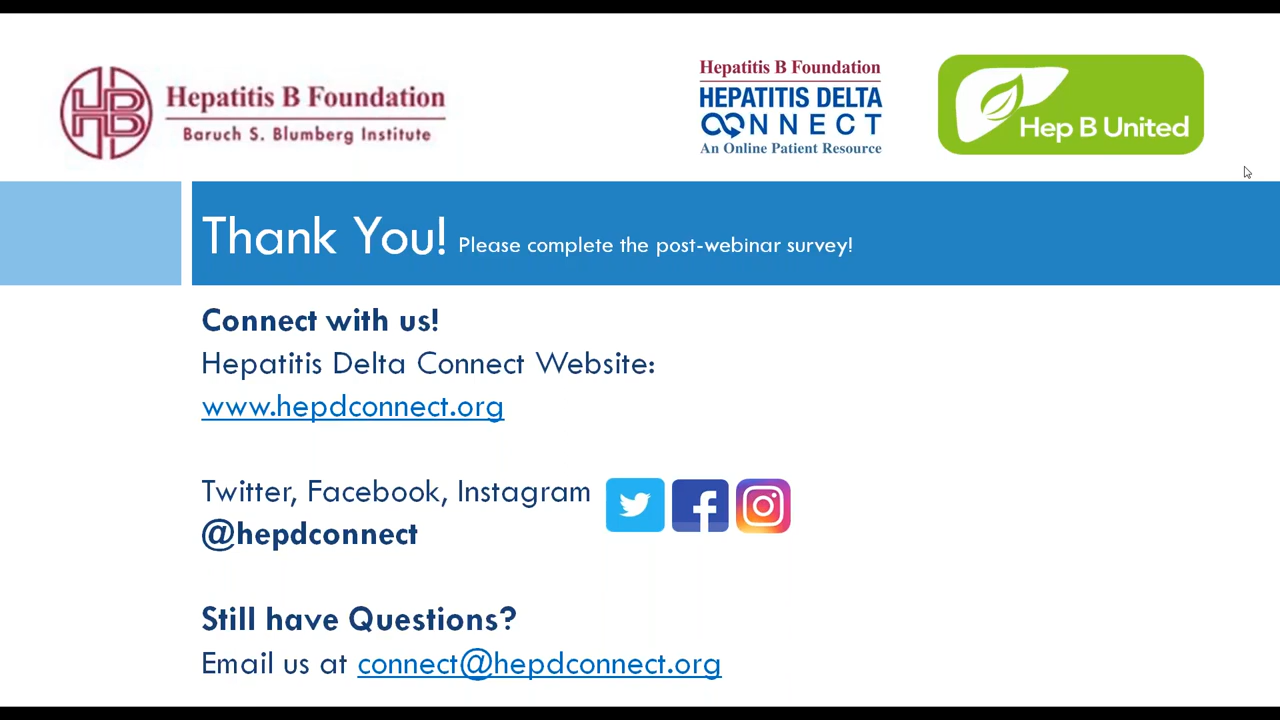 HB
Hepatitis B Foundation
Baruch S. Blumberg Institute
Hepatitis B Foundation
HEPATITIS DELTA
CONNECT
An Online Patient Resource
Hep B United
Thank You! Please complete the post-webinar survey!
Connect with us!
Hepatitis Delta Connect Website:
www.hepdconnect.org
Twitter, Facebook, Instagram
@hepdconnect
Still have Questions?
Email us at connect@hepdconnect.org